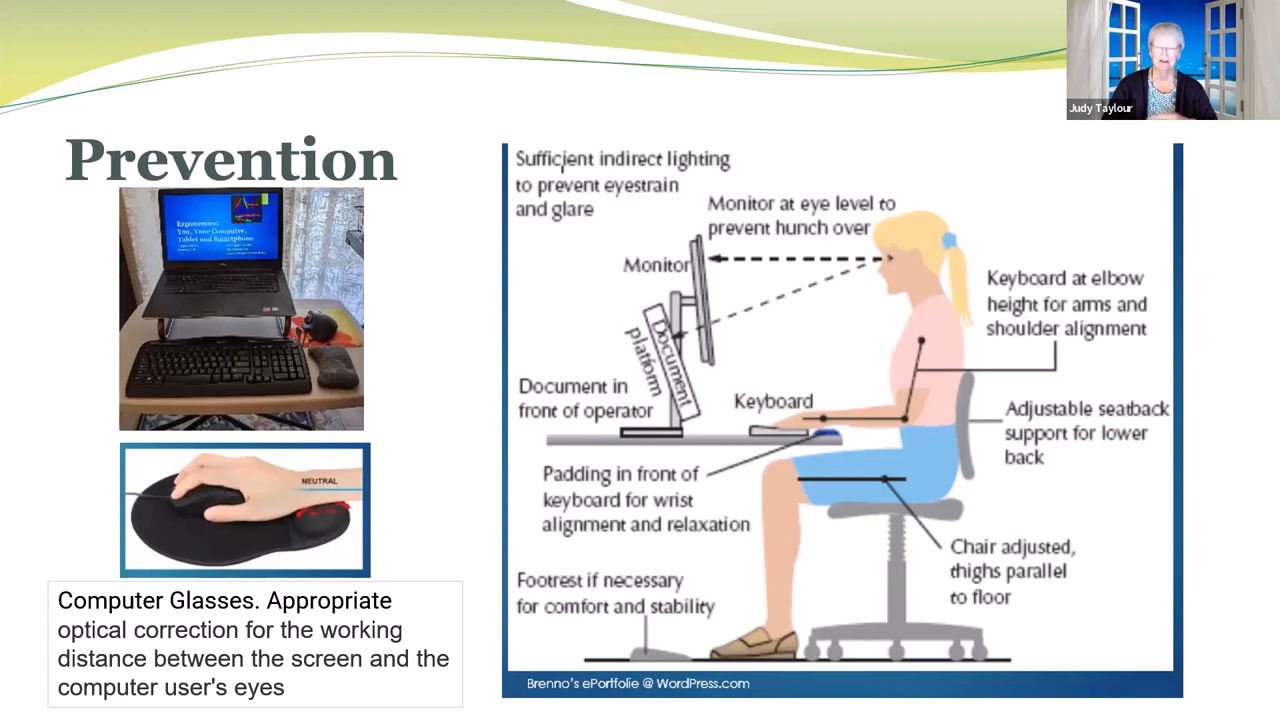 Judy Taylour
Prevention
Ergonomics:
You, Your Computer,
Tablet and Smartphone
NEUTRAL
Computer Glasses. Appropriate
optical correction for the working
distance between the screen and the
computer user's eyes
Sufficient indirect lighting
to prevent eyestrain
and glare
Monitor at eye level to
prevent hunch over
Monitor
Keyboard at elbow
height for arms and
shoulder alignment
Document
platform
Document in
front of operator
Keyboard
Adjustable seatback
support for lower
back
Padding in front of
keyboard for wrist
alignment and relaxation
Chair adjusted,
thighs parallel
to floor
Footrest if necessary
for comfort and stability
Brenno's ePortfolie @ WordPress.com